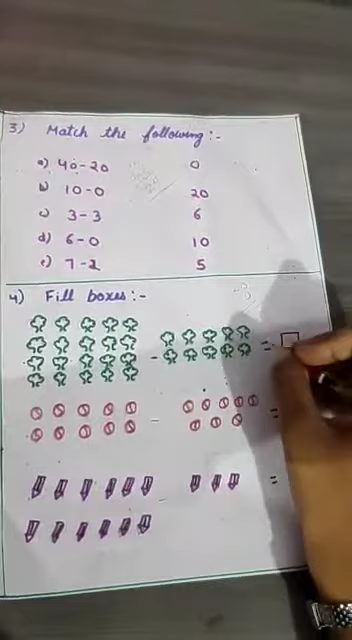 3) Match the following :-
a) 40-20 0
b) 10-0 20
c) 3-3 6
d) 6-0 10
e) 7-2 5
4) Fill boxes :-
- =
- =
- =